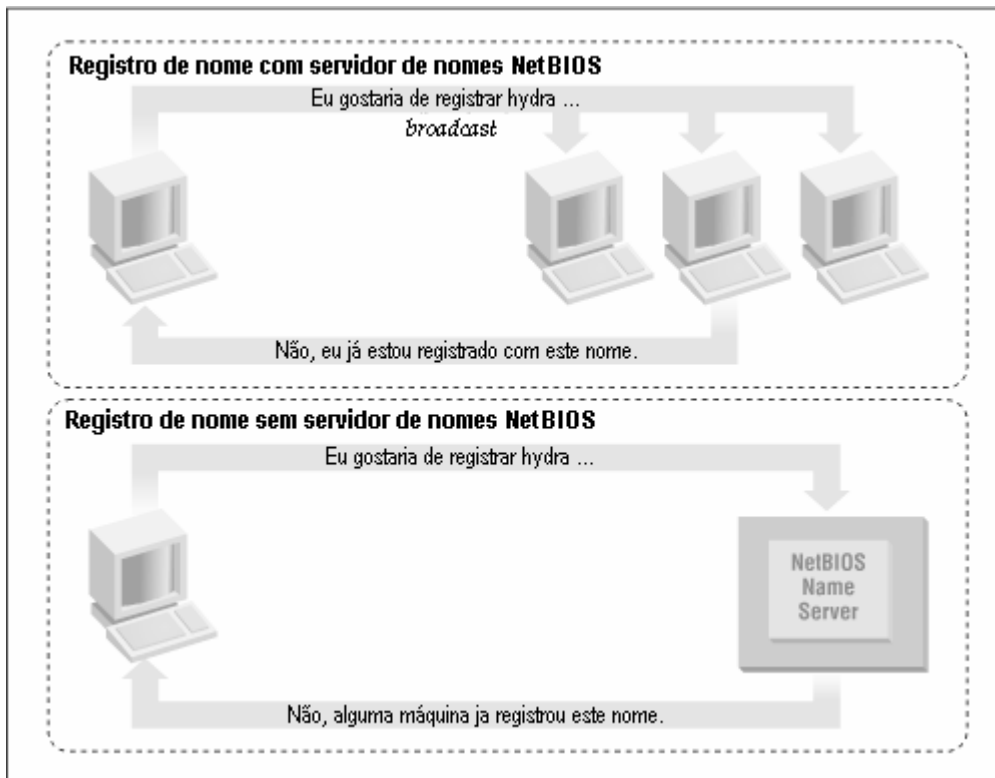 Registro de nome com servidor de nomes NetBIOS
Eu gostaria de registrar hydra ...
broadcast
Não, eu já estou registrado com este nome.
Registro de nome sem servidor de nomes NetBIOS
Eu gostaria de registrar hydra ...
NetBIOS
Name
Server
Não, alguma máquina ja registrou este nome.